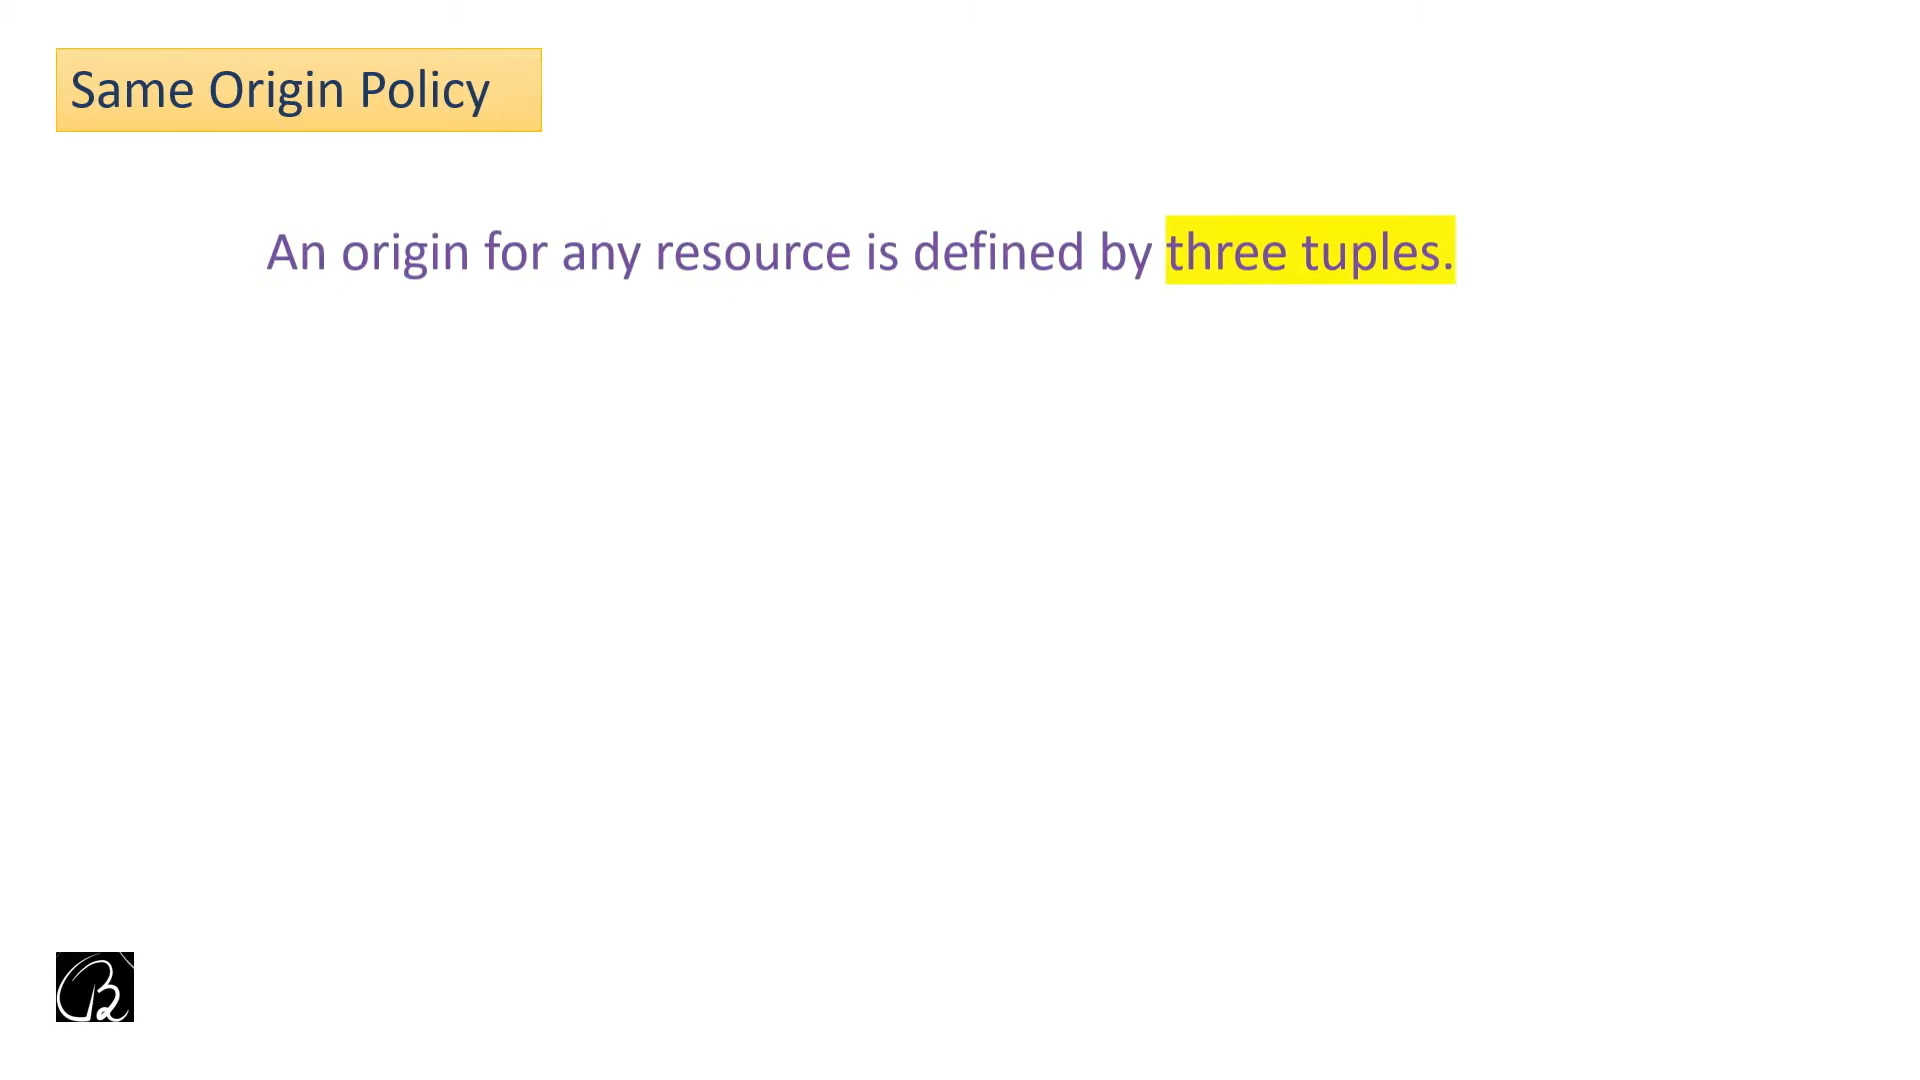 Same Origin Policy
An origin for any resource is defined by three tuples.